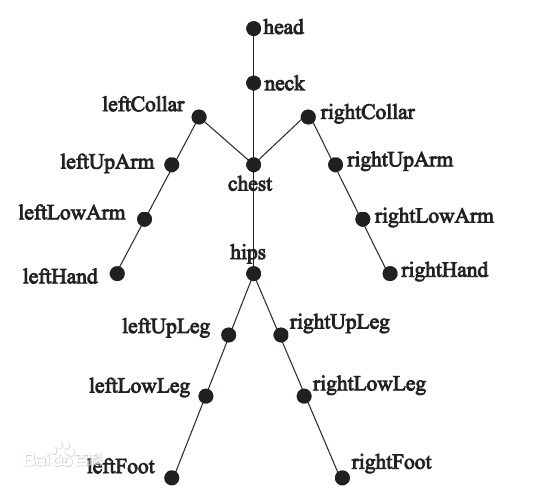 head
neck
leftCollar
rightCollar
leftUpArm
rightUpArm
chest
leftLowArm
rightLowArm
hips
leftHand
rightHand
leftUpLeg
rightUpLeg
leftLowLeg
rightLowLeg
Bai百科
leftFoot
rightFoot